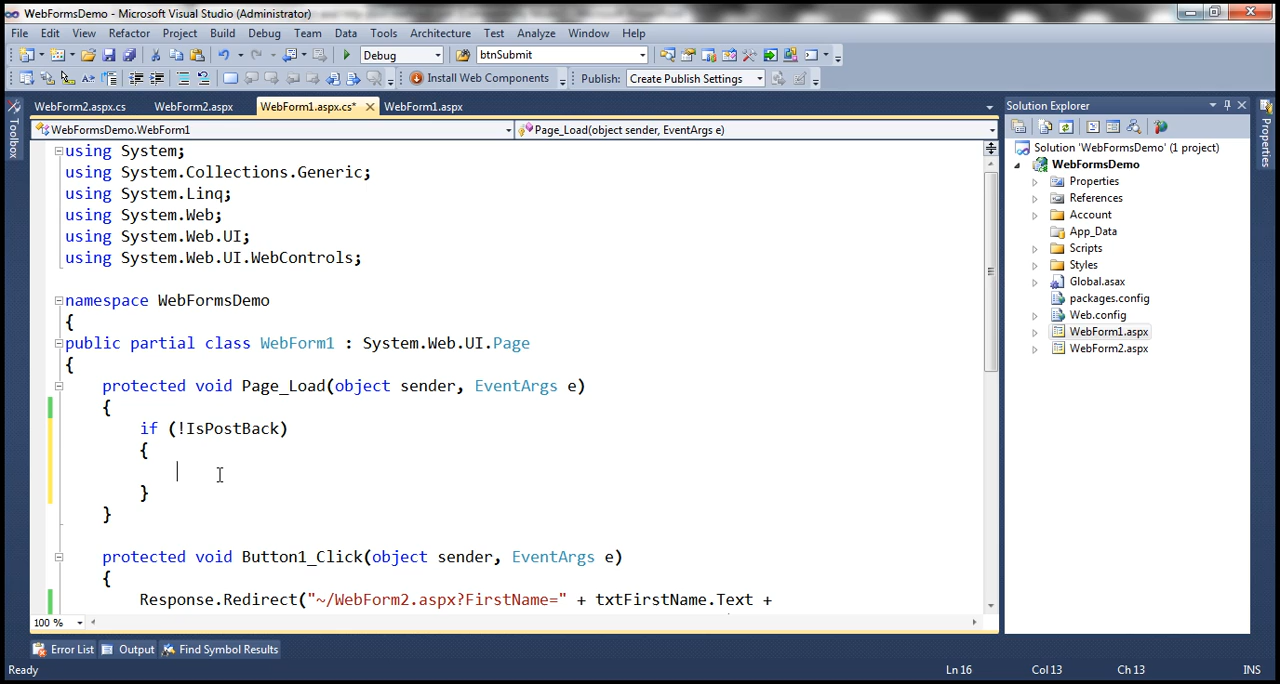 WebFormsDemo - Microsoft Visual Studio (Administrator)
File Edit View Refactor Project Build Debug Team Data Tools Architecture Test Analyze Window Help
Debug btnSubmit
Install Web Components Publish: Create Publish Settings
WebForm2.aspx.cs WebForm2.aspx WebForm1.aspx.cs* WebForm1.aspx
WebFormsDemo.WebForm1 Page_Load(object sender, EventArgs e)
using System;
using System.Collections.Generic;
using System.Linq;
using System.Web;
using System.Web.UI;
using System.Web.UI.WebControls;
namespace WebFormsDemo
{
public partial class WebForm1 : System.Web.UI.Page
{
protected void Page_Load(object sender, EventArgs e)
{
if (!IsPostBack)
{
}
}
protected void Button1_Click(object sender, EventArgs e)
{
Response.Redirect("~/WebForm2.aspx?FirstName=" + txtFirstName.Text +
100 %
Toolbox
Solution Explorer
Solution 'WebFormsDemo' (1 project)
WebFormsDemo
Properties
References
Account
App_Data
Scripts
Styles
Global.asax
packages.config
Web.config
WebForm1.aspx
WebForm2.aspx
Properties
Error List Output Find Symbol Results
Ready Ln 16 Col 13 Ch 13 INS